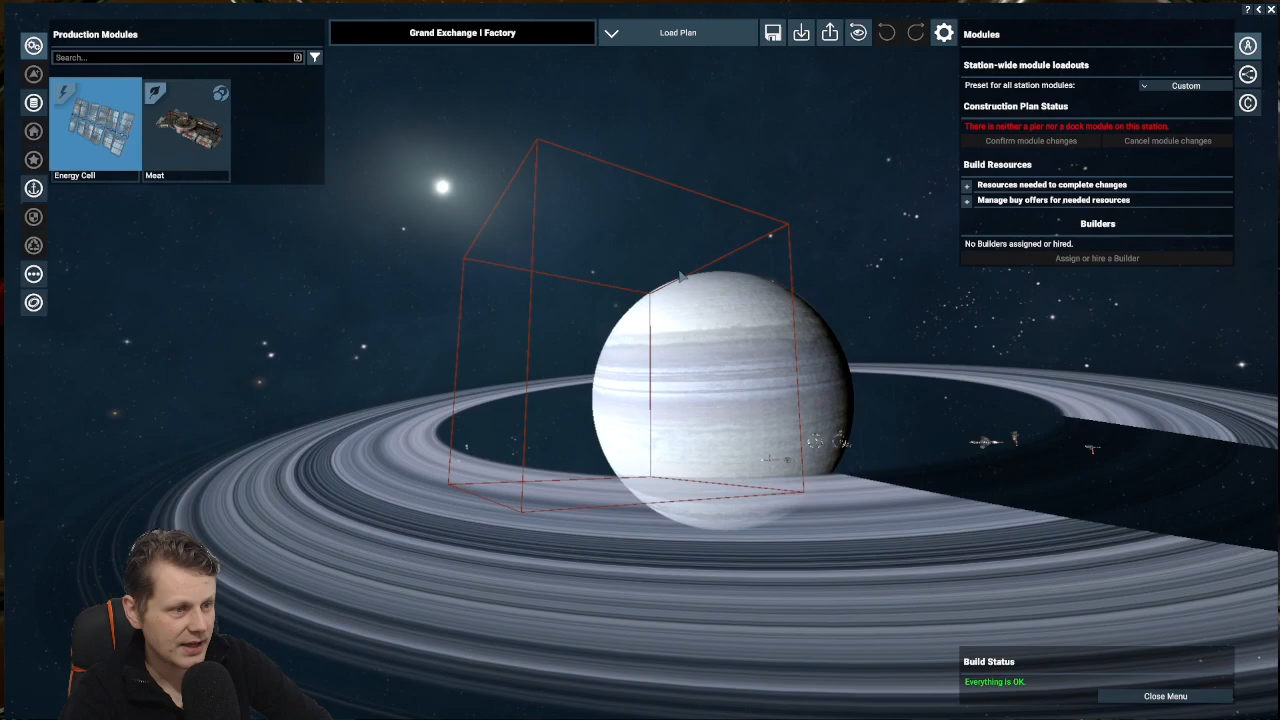 Production Modules
Search...
Energy Cell
Meat
Grand Exchange I Factory
Load Plan
Modules
Station-wide module loadouts
Preset for all station modules:
Custom
Construction Plan Status
There is neither a plan nor a dock module on this station.
Confirm module changes
Cancel module changes
Build Resources
+ Resources needed to complete changes
+ Manage buy offers for needed resources
Builders
No Builders assigned or hired.
Assign or hire a Builder
Build Status
Everything is OK.
Close Menu